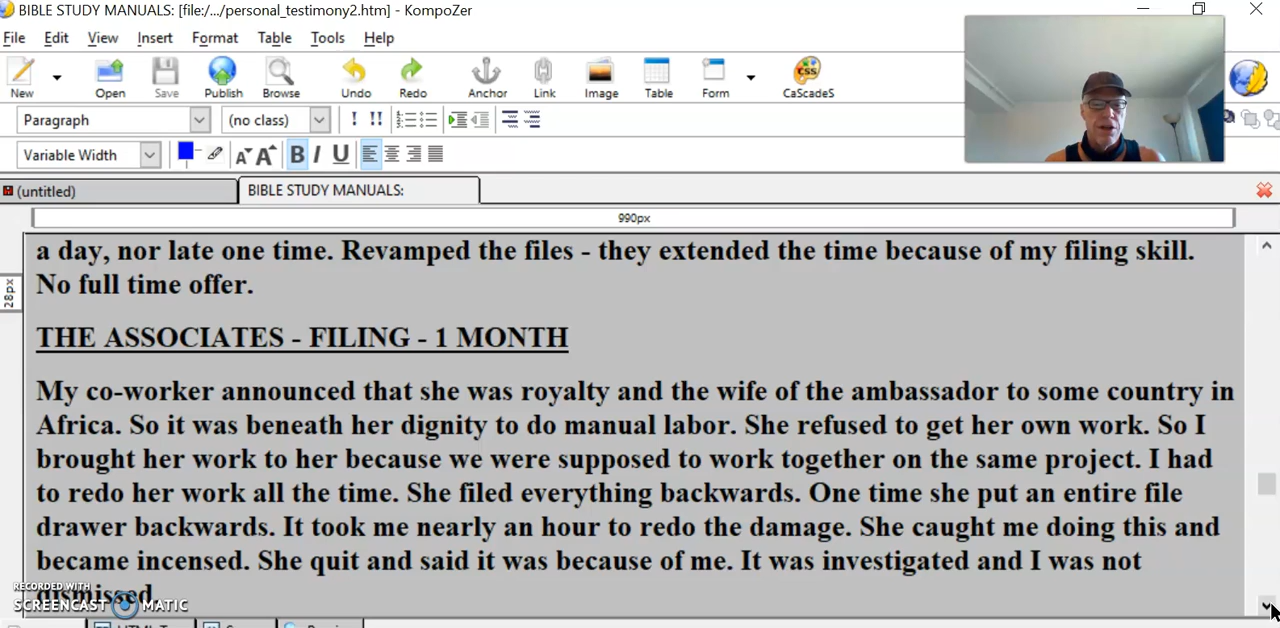 BIBLE STUDY MANUALS: [file:/.../personal_testimony2.htm] - KompoZer
File Edit View Insert Format Table Tools Help
New Open Save Publish Browse Undo Redo Anchor Link Image Table Form CaScadeS
Paragraph (no class)
Variable Width
(untitled) BIBLE STUDY MANUALS:
990px
28px
a day, nor late one time. Revamped the files - they extended the time because of my filing skill.
No full time offer.
THE ASSOCIATES - FILING - 1 MONTH
My co-worker announced that she was royalty and the wife of the ambassador to some country in
Africa. So it was beneath her dignity to do manual labor. She refused to get her own work. So I
brought her work to her because we were supposed to work together on the same project. I had
to redo her work all the time. She filed everything backwards. One time she put an entire file
drawer backwards. It took me nearly an hour to redo the damage. She caught me doing this and
became incensed. She quit and said it was because of me. It was investigated and I was not
dismissed.
RECORDED WITH
SCREENCAST MATIC